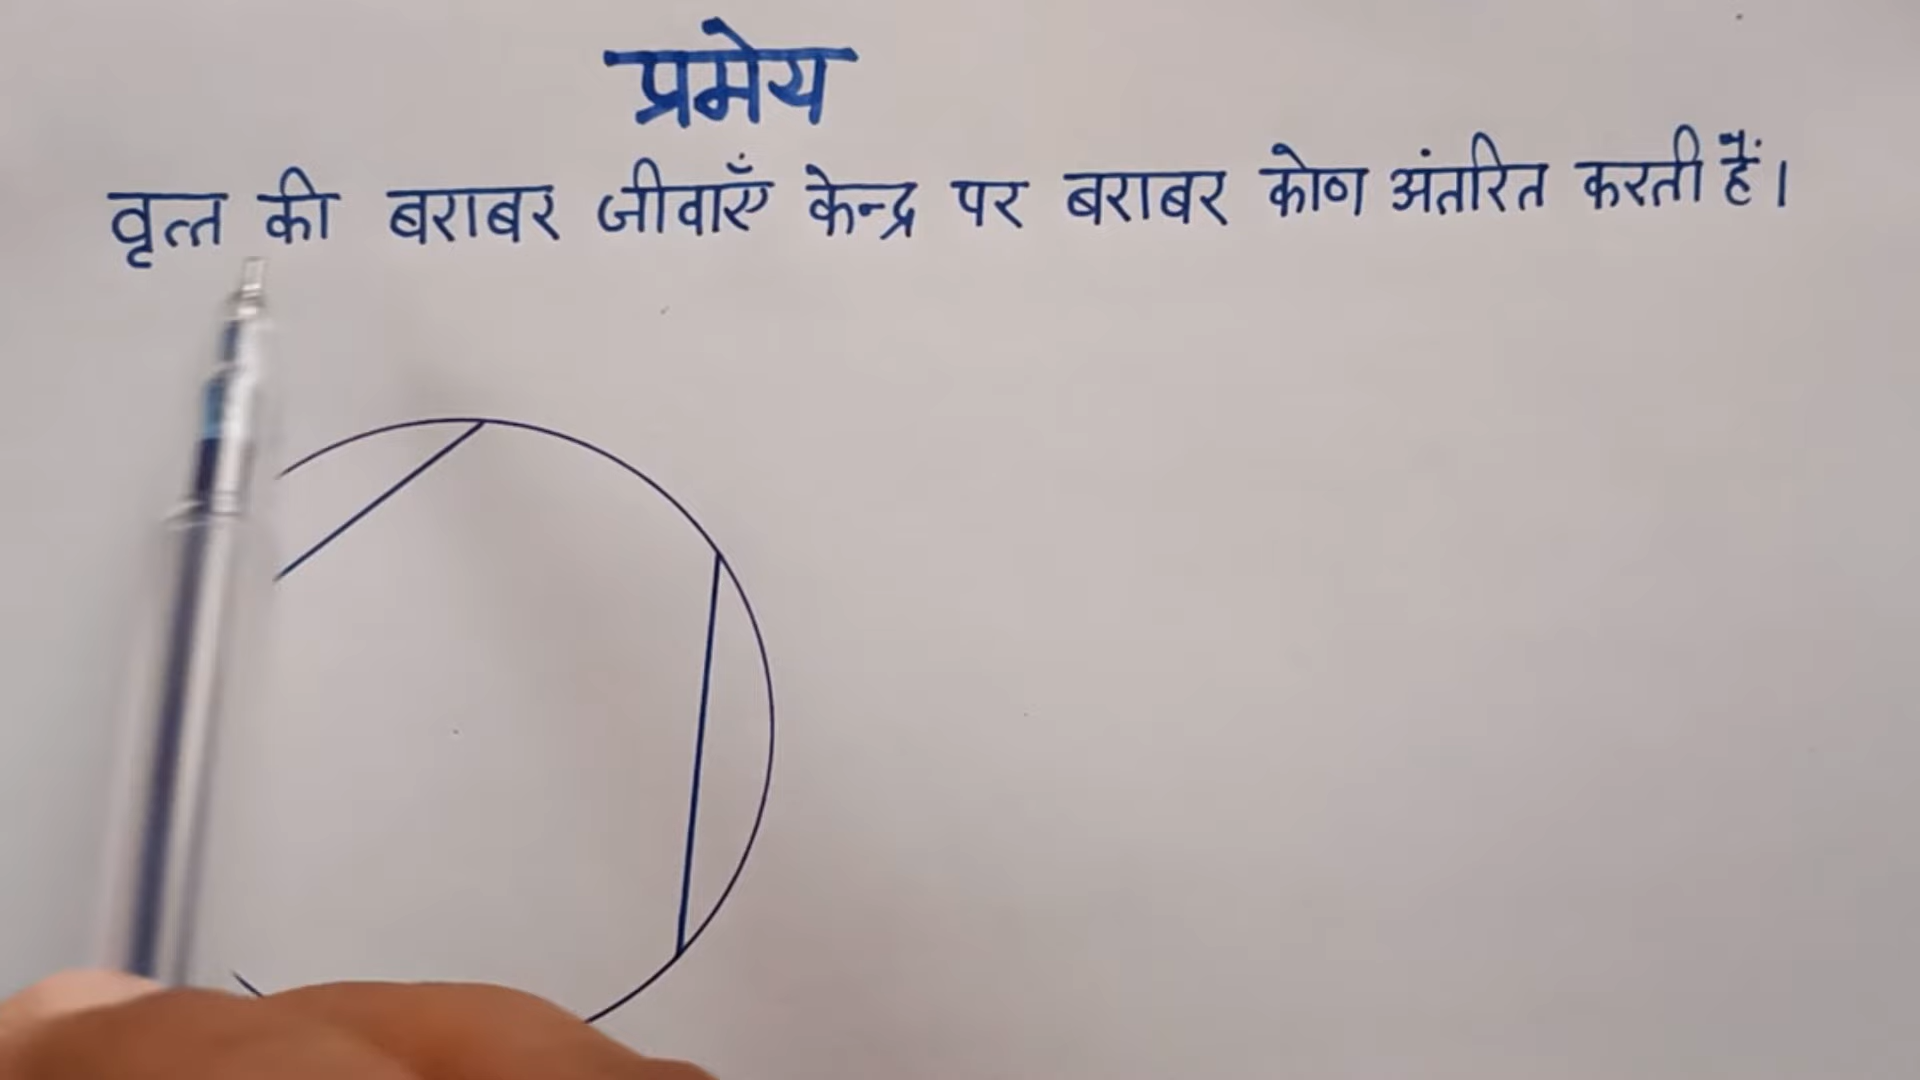 प्रमेय
वृत्त की बराबर जीवाएँ केन्द्र पर बराबर कोण अंतरित करती हैं।